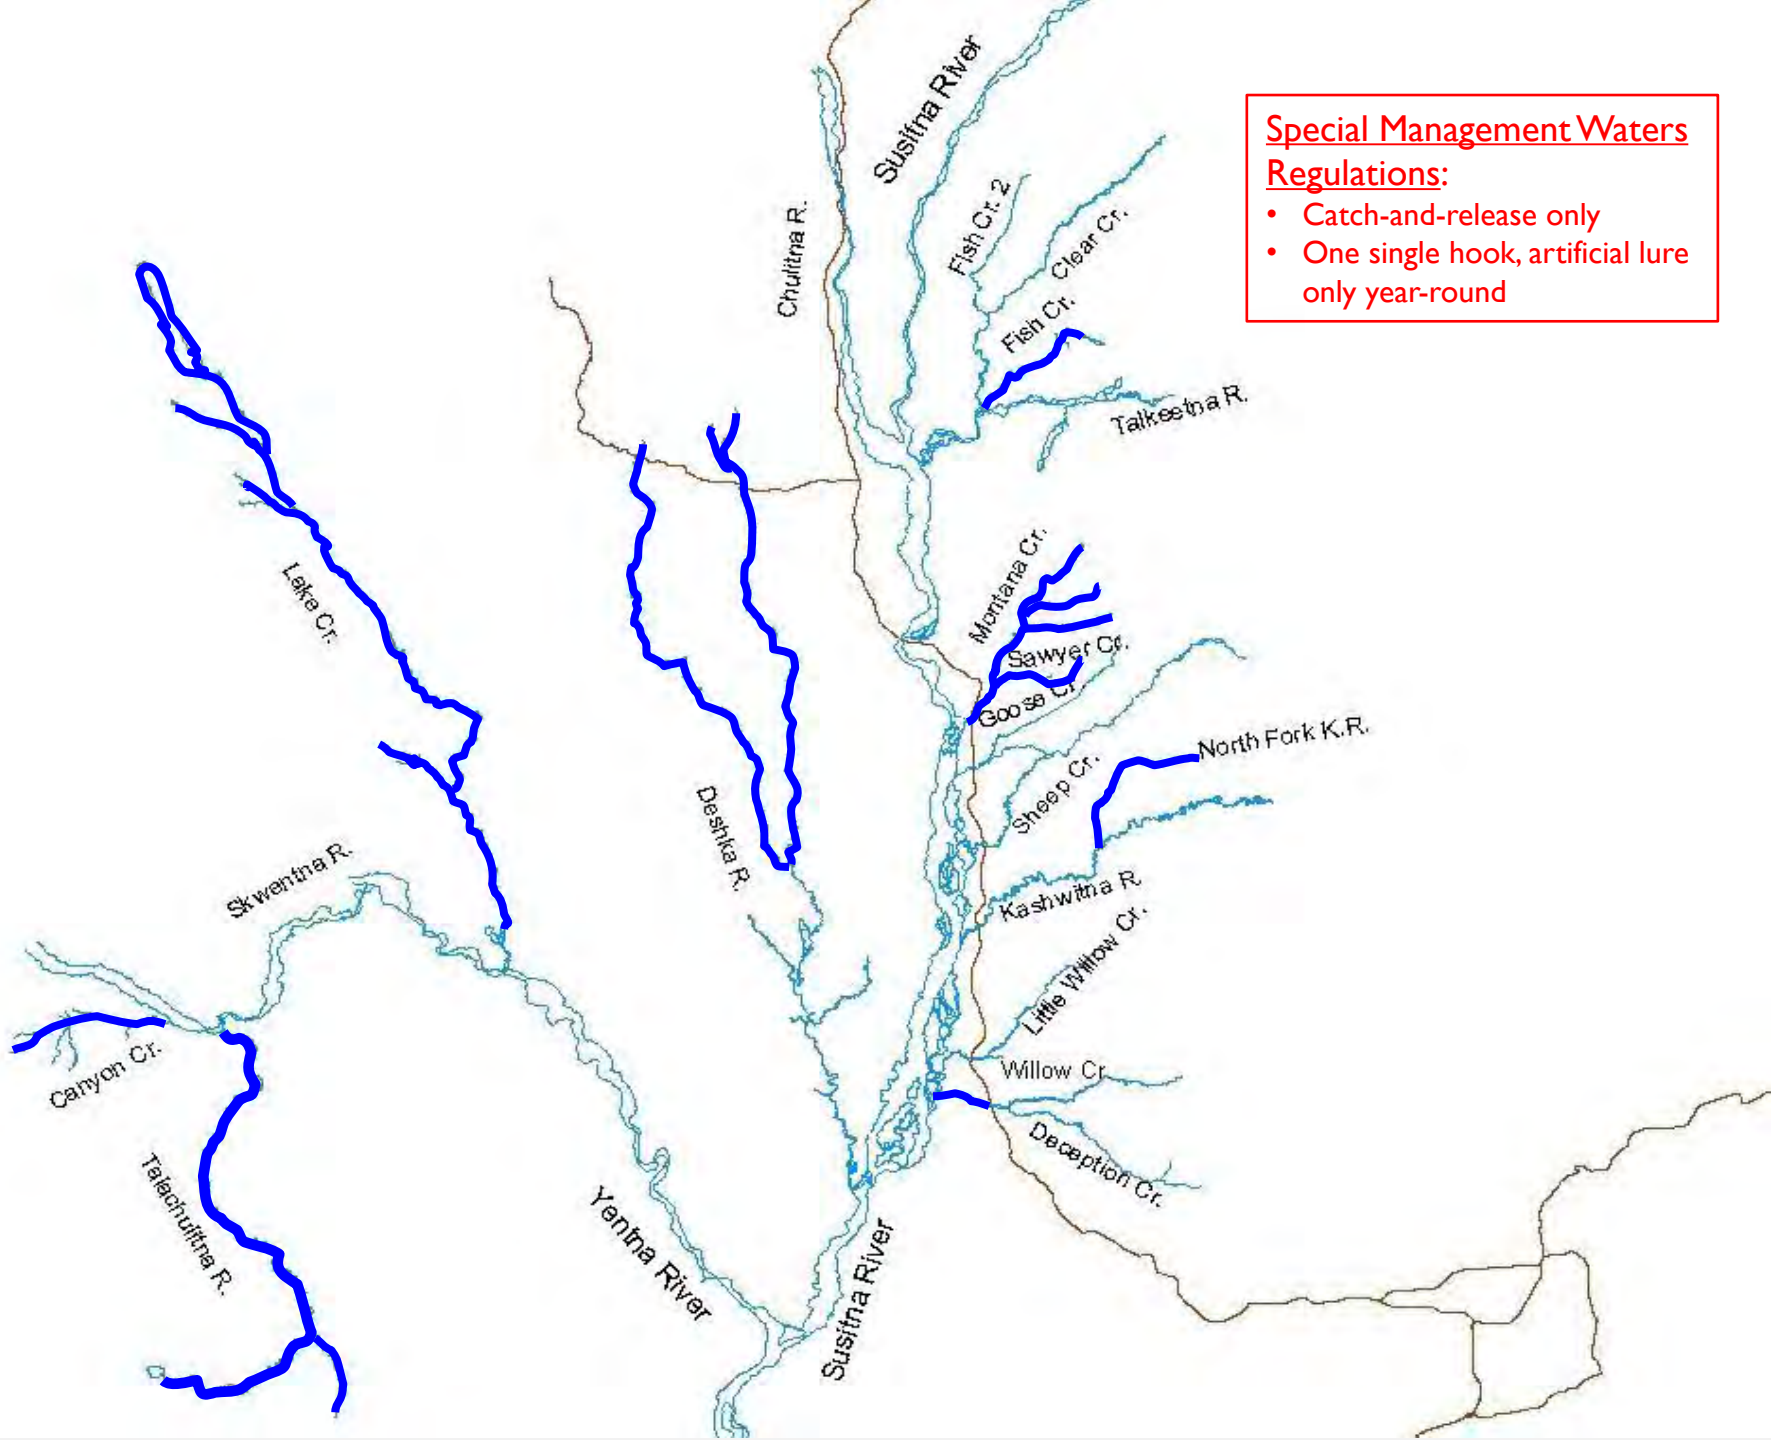 Susitna River
Special Management Waters
Regulations:
• Catch-and-release only
• One single hook, artificial lure
only year-round
Chulitna R.
Fish Cr. 2
Clear Cr.
Fish Cr.
Talkeetna R.
Lake Cr.
Montana Cr.
Sawyer Cr.
Goose Cr.
North Fork K.R.
Sheep Cr.
Deshka R.
Skwentna R.
Kashwitna R.
Little Willow Cr.
Canyon Cr.
Willow Cr.
Deception Cr.
Talachulitna R.
Yentna River
Susitna River